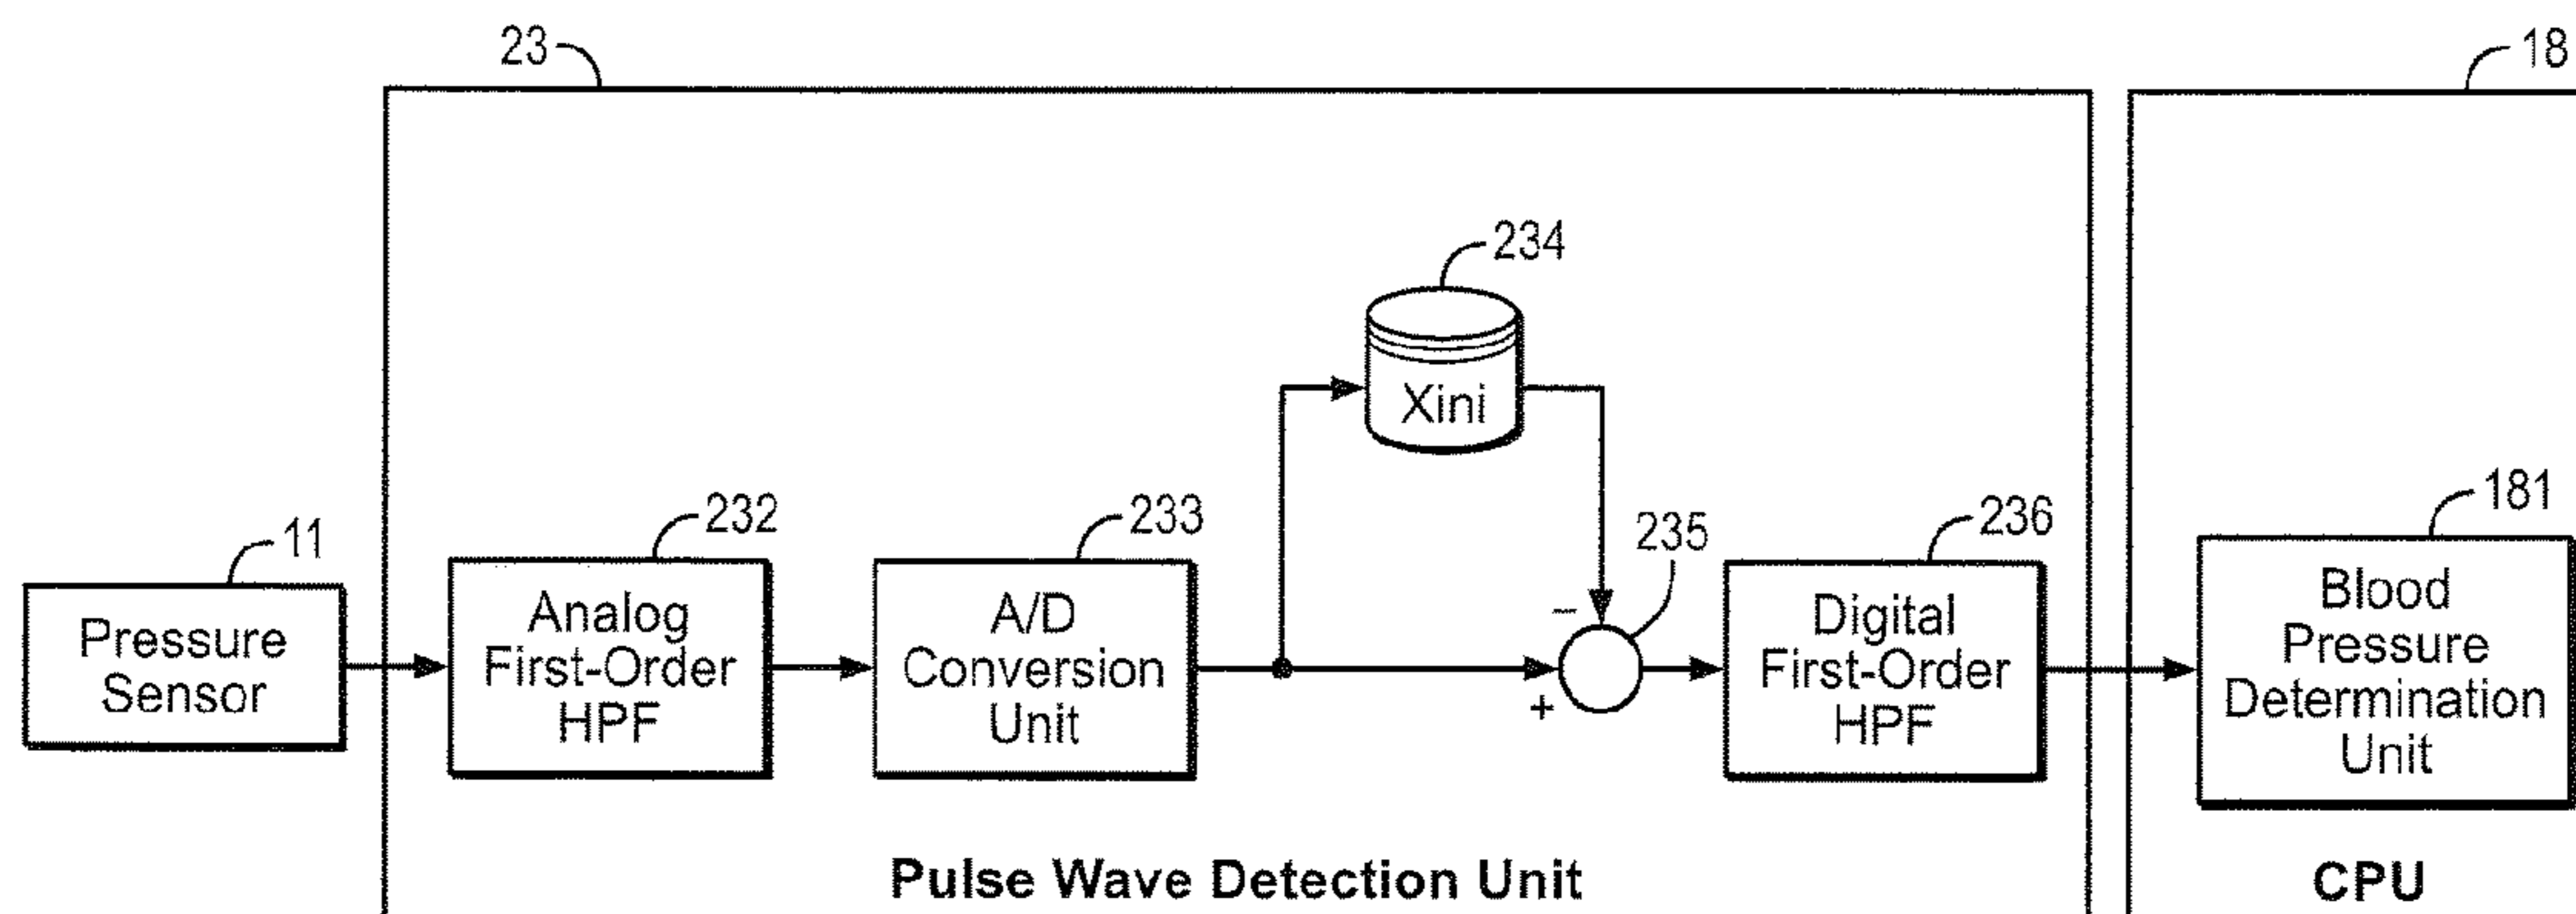 23
18
234
Xini
232
233
235
236
181
11
Pressure
Sensor
Analog
First-Order
HPF
A/D
Conversion
Unit
−
+
Digital
First-Order
HPF
Blood
Pressure
Determination
Unit
Pulse Wave Detection Unit
CPU